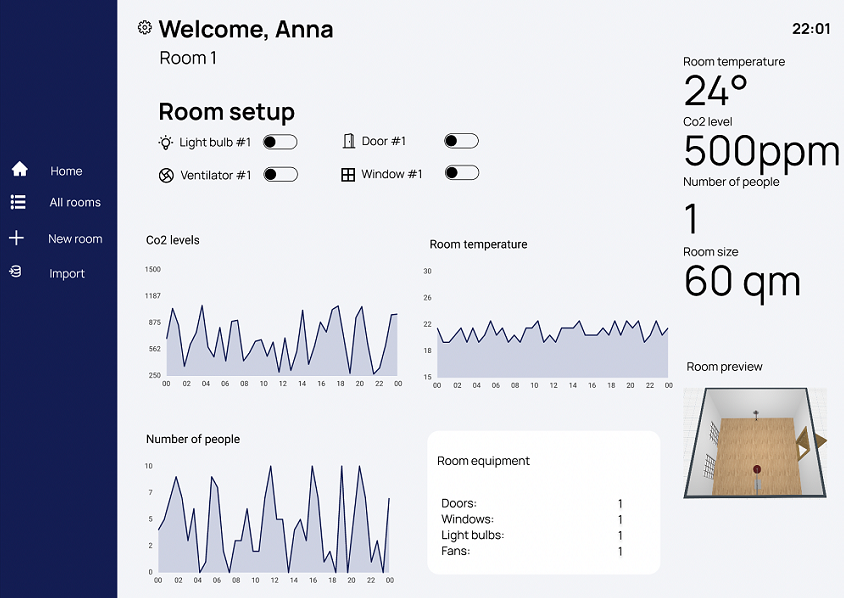 Welcome, Anna
22:01
Room 1
Room setup
Light bulb #1
Door #1
Ventilator #1
Window #1
Home
All rooms
New room
Import
Room temperature
24°
Co2 level
500ppm
Number of people
1
Room size
60 qm
Co2 levels
1500
1187
875
562
250
00 02 04 06 08 10 12 14 16 18 20 22 00
Room temperature
30
26
22
18
15
00 02 04 06 08 10 12 14 16 18 20 22 00
Room preview
Number of people
10
7
5
2
0
00 02 04 06 08 10 12 14 16 18 20 22 00
Room equipment
Doors: 1
Windows: 1
Light bulbs: 1
Fans: 1